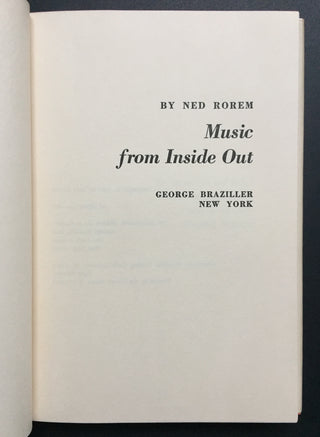 BY NED ROREM
Music
from Inside Out
GEORGE BRAZILLER
NEW YORK